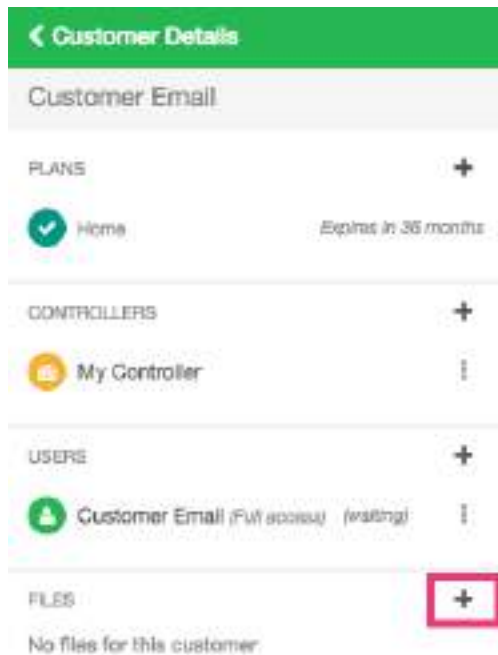 Customer Details
Customer Email
PLANS
Home Expires in 36 months
CONTROLLERS
My Controller
USERS
Customer Email (Full access) (waiting)
FILES
No files for this customer